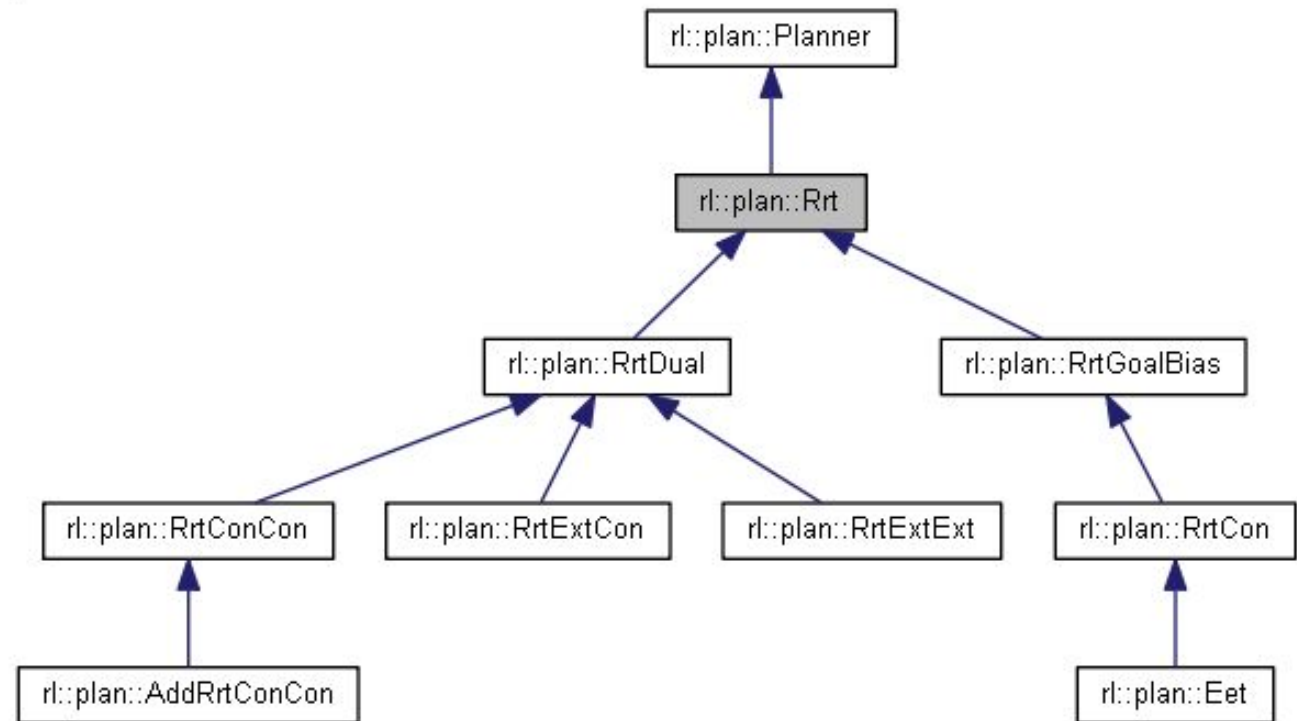 rl::plan::Planner
rl::plan::Rrt
rl::plan::RrtDual
rl::plan::RrtGoalBias
rl::plan::RrtConCon
rl::plan::RrtExtCon
rl::plan::RrtExtExt
rl::plan::RrtCon
rl::plan::AddRrtConCon
rl::plan::Eet